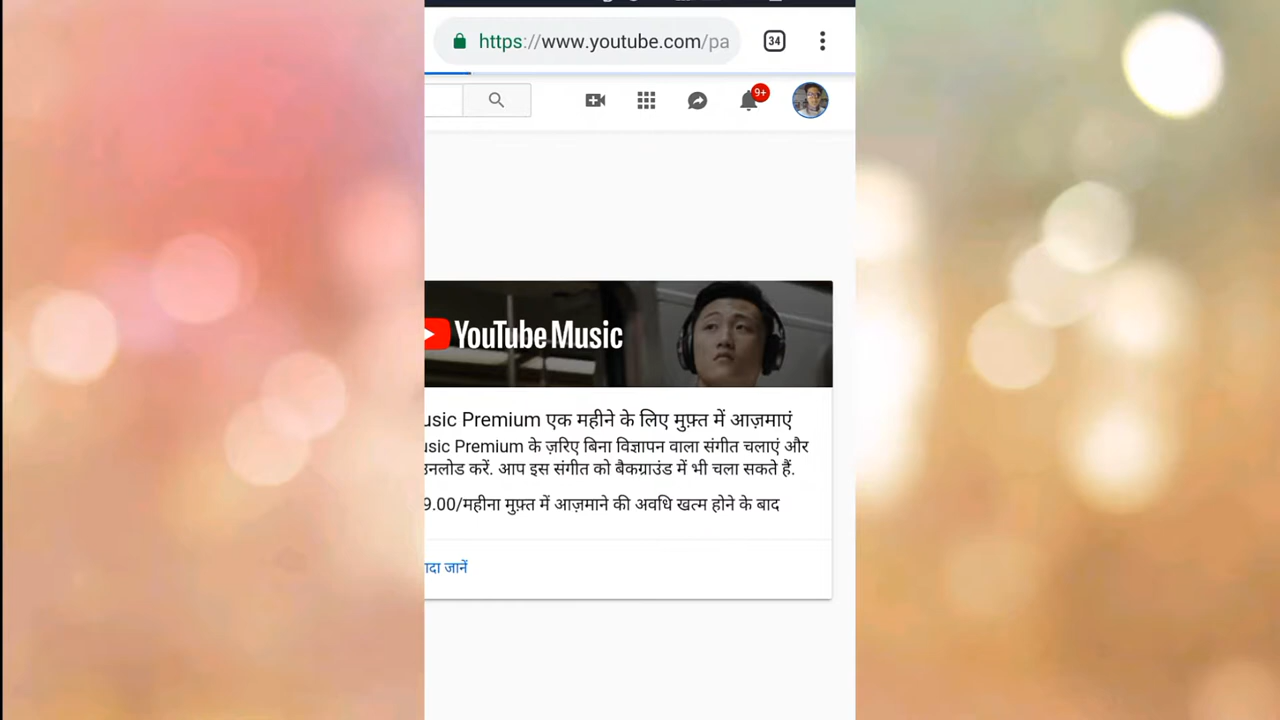 https://www.youtube.com/pa
34
9+
YouTube Music
usic Premium एक महीने के लिए मुफ़्त में आज़माएं
usic Premium के ज़रिए बिना विज्ञापन वाला संगीत चलाएं और
उनलोड करें. आप इस संगीत को बैकग्राउंड में भी चला सकते हैं.
9.00/महीना मुफ़्त में आज़माने की अवधि खत्म होने के बाद
ादा जानें